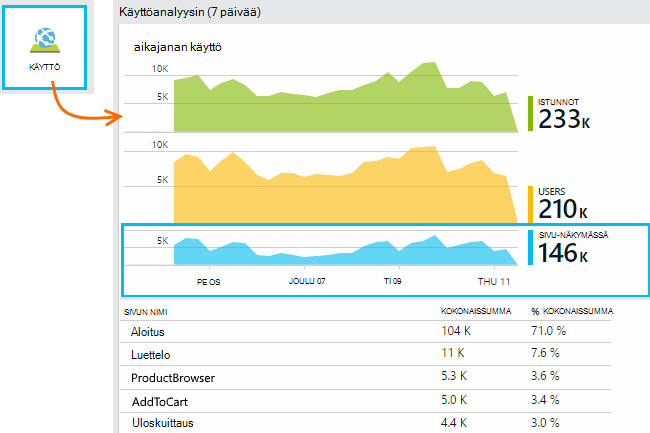 Käyttöanalyysin (7 päivää)
KÄYTTÖ
aikajanan käyttö
10K
5K
ISTUNNOT
233K
10K
5K
USERS
210K
5K
SIVU-NÄKYMÄSSÄ
146K
PE OS JOULU 07 TI 09 THU 11
SIVUN NIMI KOKONAISSUMMA % KOKONAISSUMMA
Aloitus 104 K 71.0 %
Luettelo 11 K 7.6 %
ProductBrowser 5.3 K 3.6 %
AddToCart 5.0 K 3.4 %
Uloskuittaus 4.4 K 3.0 %